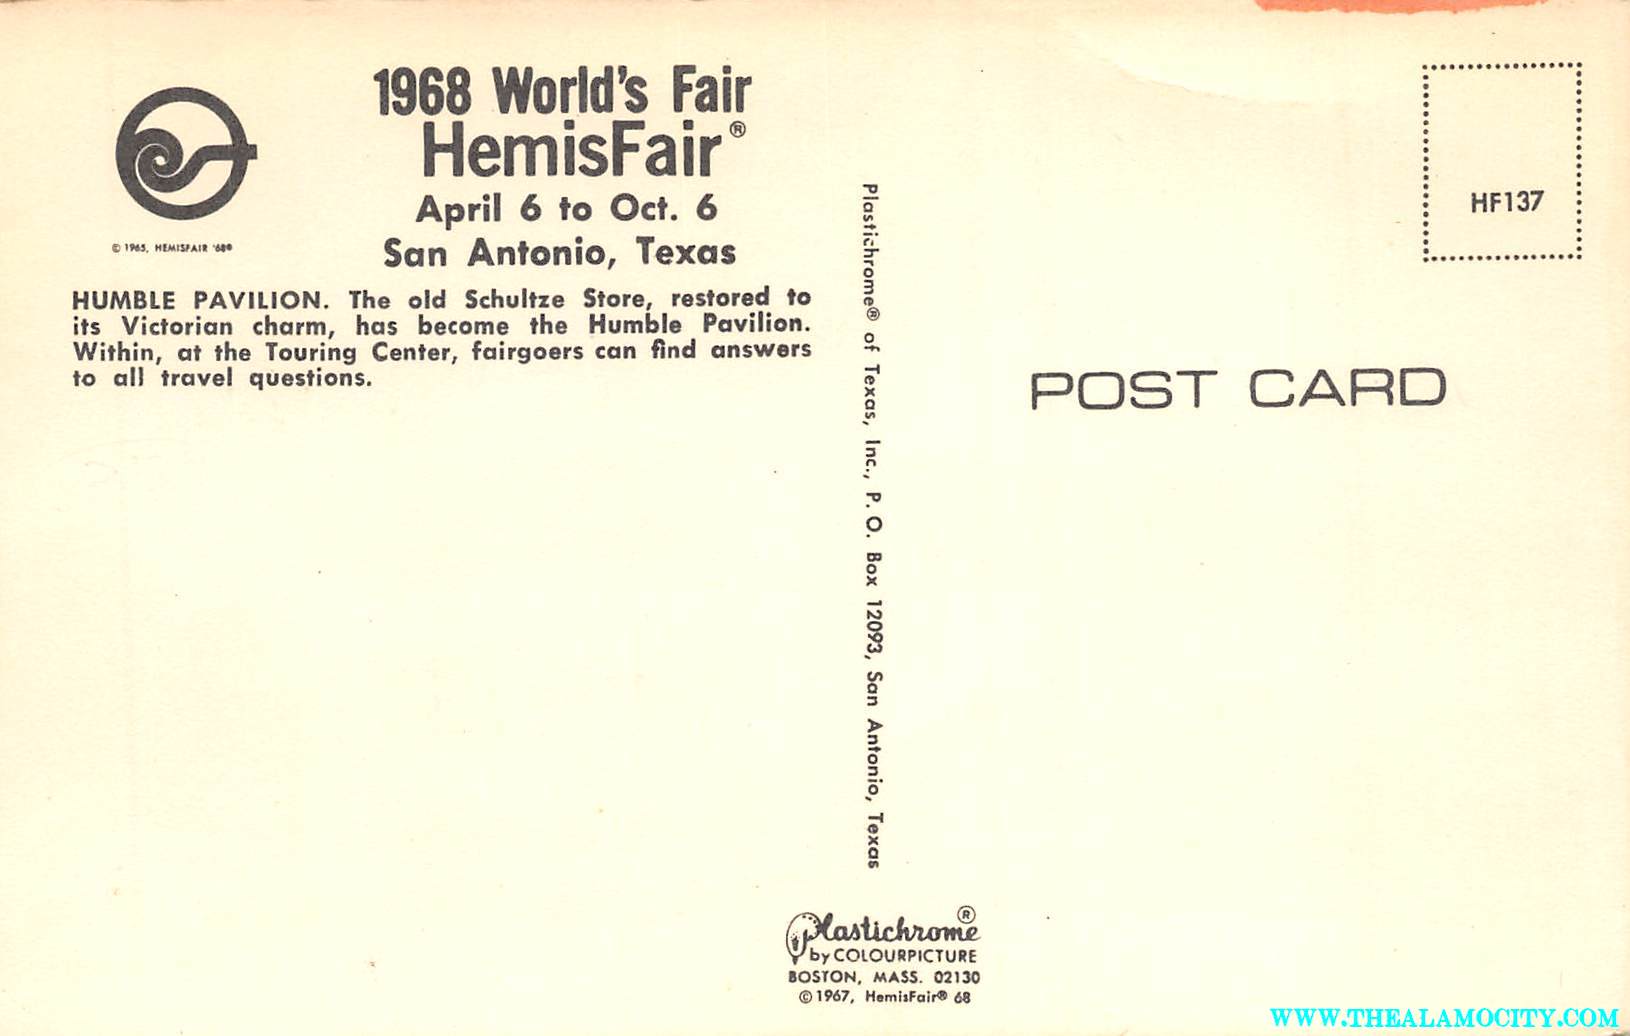 1968 World's Fair
HemisFair®
April 6 to Oct. 6
San Antonio, Texas
© 1965, HEMISFAIR '68®
HUMBLE PAVILION. The old Schultze Store, restored to
its Victorian charm, has become the Humble Pavilion.
Within, at the Touring Center, fairgoers can find answers
to all travel questions.
Plastichrome® of Texas, Inc., P. O. Box 12093, San Antonio, Texas
HF137
POST CARD
Plastichrome®
by COLOURPICTURE
BOSTON, MASS. 02130
© 1967, HemisFair® 68
WWW.THEALAMOCITY.COM